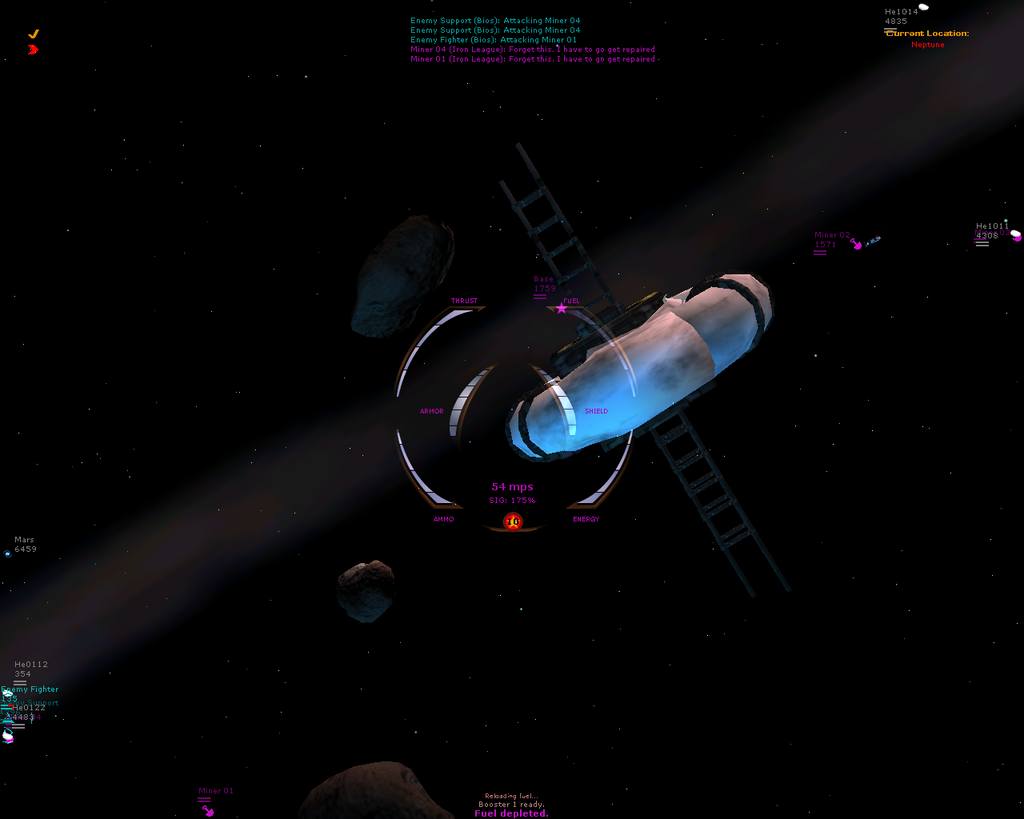 Enemy Support (Bios): Attacking Miner 04
Enemy Support (Bios): Attacking Miner 04
Enemy Fighter (Bios): Attacking Miner 01
Miner 04 (Iron League): Forget this. I have to go get repaired
Miner 01 (Iron League): Forget this. I have to go get repaired
He1014
4835
Current Location:
Neptune
Miner 02
1571
He1011
4308
Base
1759
THRUST
FUEL
ARMOR
SHIELD
54 mps
SIG: 175%
10
AMMO
ENERGY
Mars
6459
He0112
354
Enemy Fighter
135
Support
He0122
Miner 01
Reloading fuel...
Booster 1 ready.
Fuel depleted.